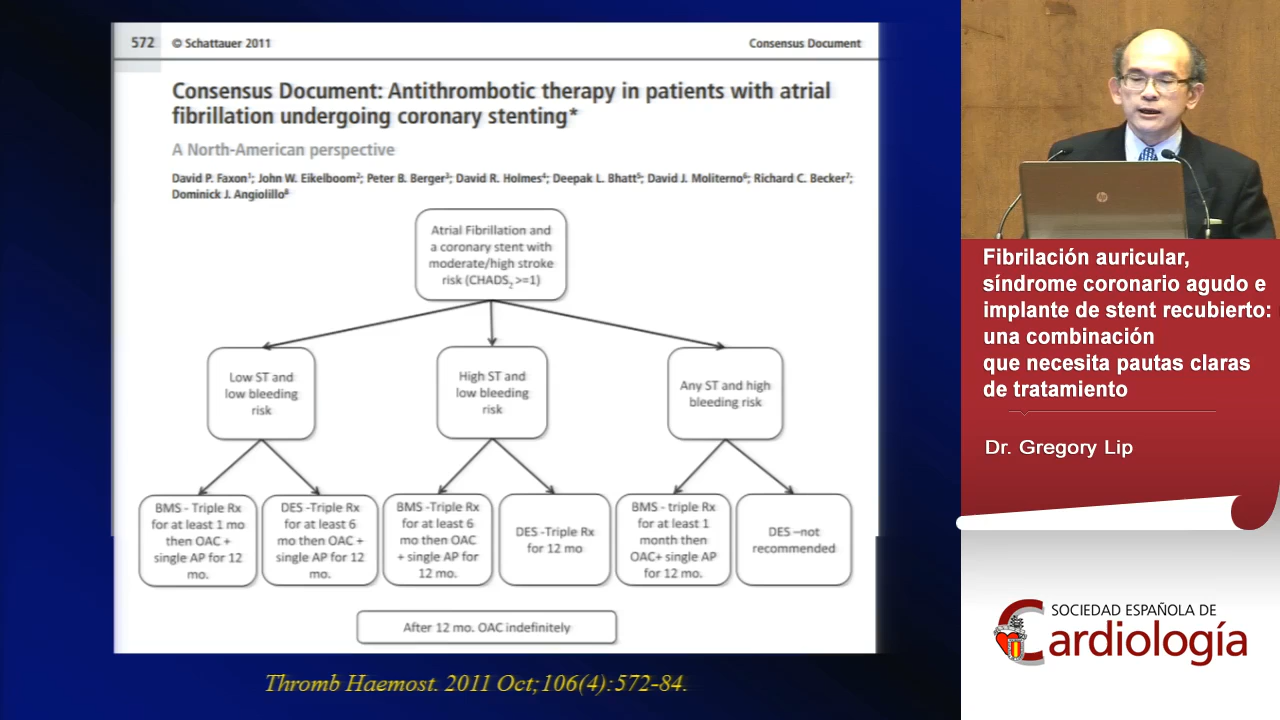 572 © Schattauer 2011 Consensus Document
Consensus Document: Antithrombotic therapy in patients with atrial
fibrillation undergoing coronary stenting*
A North-American perspective
David P. Faxon¹; John W. Eikelboom²; Peter B. Berger³; David R. Holmes⁴; Deepak L. Bhatt⁵; David J. Moliterno⁶; Richard C. Becker⁷;
Dominick J. Angiolillo⁸
Atrial Fibrillation and
a coronary stent with
moderate/high stroke
risk (CHADS₂ >=1)
Low ST and
low bleeding
risk
High ST and
low bleeding
risk
Any ST and high
bleeding risk
BMS - Triple Rx
for at least 1 mo
then OAC +
single AP for 12
mo.
DES -Triple Rx
for at least 6
mo then OAC +
single AP for 12
mo.
BMS -Triple Rx
for at least 6
mo then OAC
+ single AP for
12 mo.
DES -Triple Rx
for 12 mo
BMS - triple Rx
for at least 1
month then
OAC+ single AP
for 12 mo.
DES –not
recommended
After 12 mo. OAC indefinitely
Thromb Haemost. 2011 Oct;106(4):572-84.
Fibrilación auricular,
síndrome coronario agudo e
implante de stent recubierto:
una combinación
que necesita pautas claras
de tratamiento
Dr. Gregory Lip
SOCIEDAD ESPAÑOLA DE
Cardiología